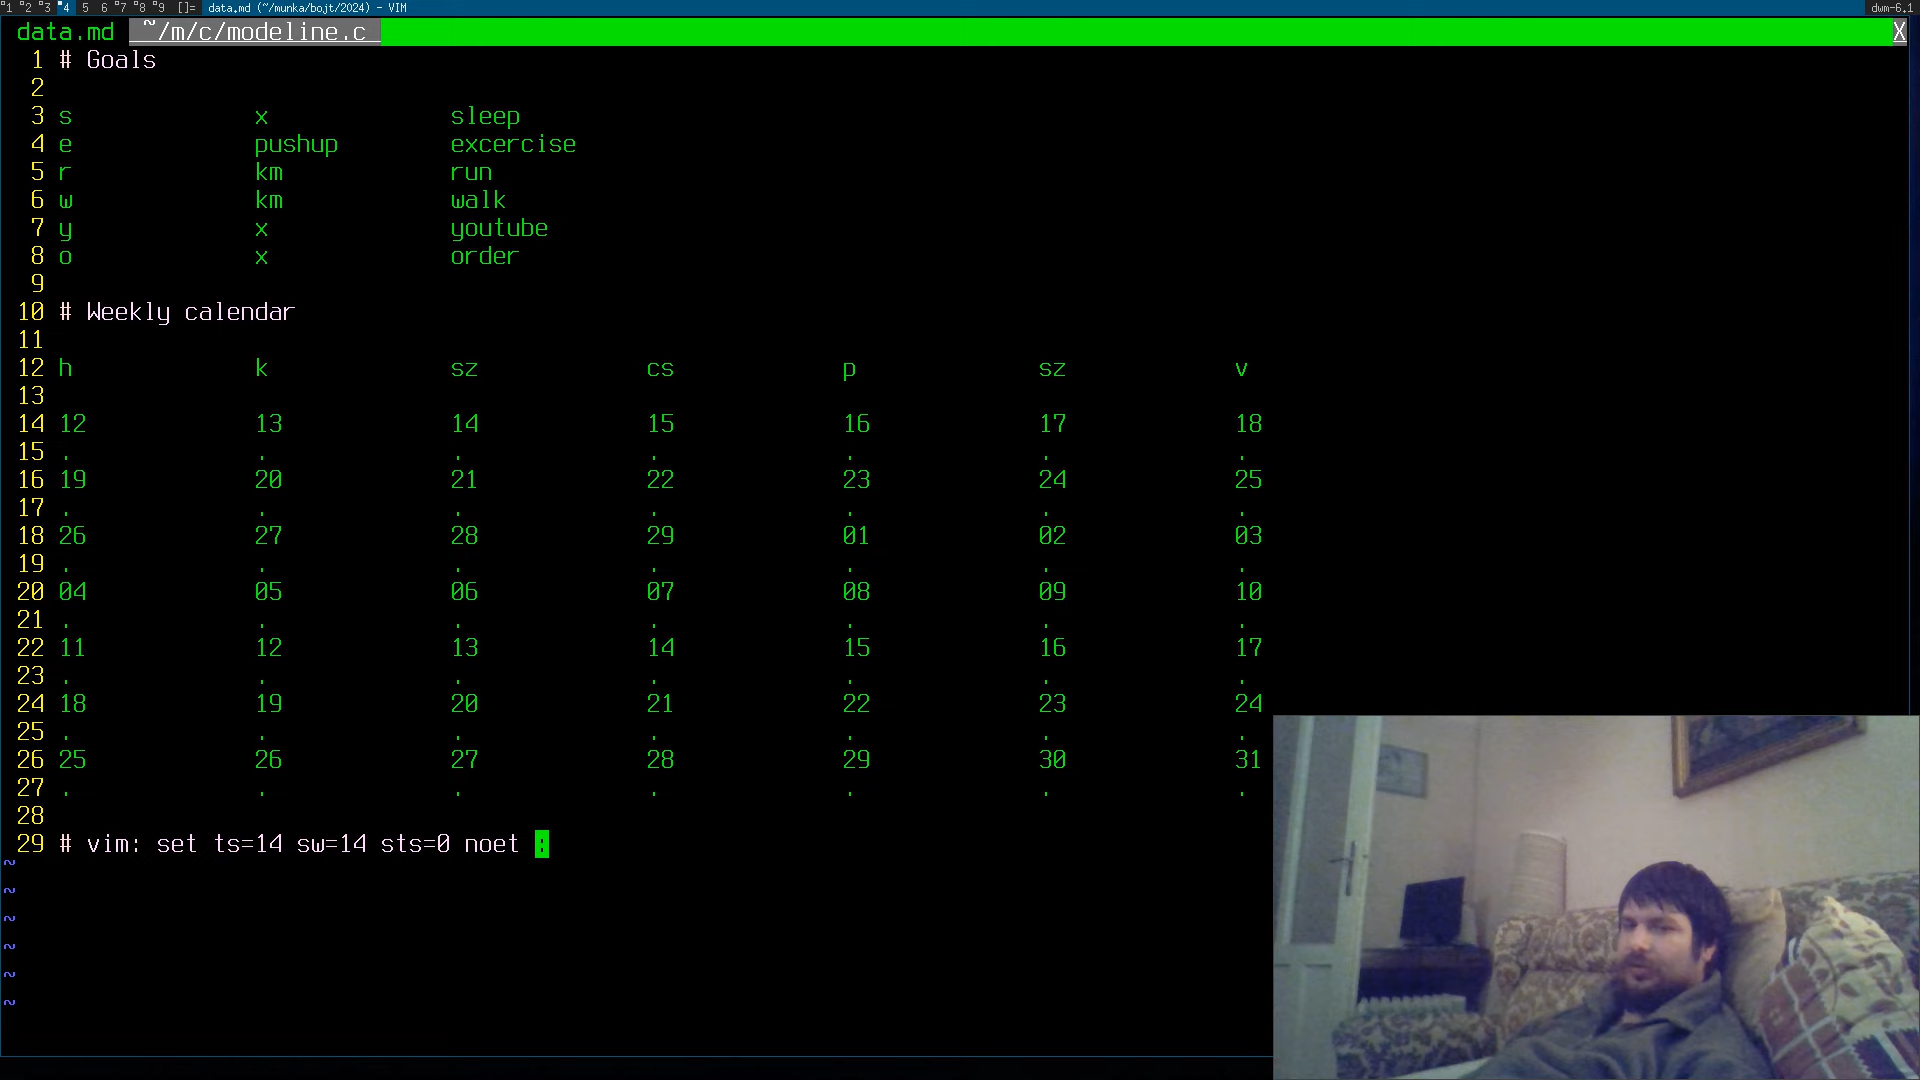 1 2 3 4 5 6 7 8 9 []= data.md (~/munka/bojt/2024) - VIM dwm-6.1
data.md ~/m/c/modeline.c X
1 # Goals
2
3 s x sleep
4 e pushup excercise
5 r km run
6 w km walk
7 y x youtube
8 o x order
9
10 # Weekly calendar
11
12 h k sz cs p sz v
13
14 12 13 14 15 16 17 18
15 . . . . . . .
16 19 20 21 22 23 24 25
17 . . . . . . .
18 26 27 28 29 01 02 03
19 . . . . . . .
20 04 05 06 07 08 09 10
21 . . . . . . .
22 11 12 13 14 15 16 17
23 . . . . . . .
24 18 19 20 21 22 23 24
25 . . . . . . .
26 25 26 27 28 29 30 31
27 . . . . . . .
28
29 # vim: set ts=14 sw=14 sts=0 noet :
~
~
~
~
~
~